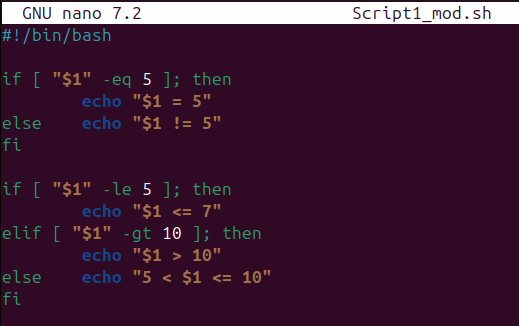 GNU nano 7.2 Script1_mod.sh
#!/bin/bash
if [ "$1" -eq 5 ]; then
echo "$1 = 5"
else echo "$1 != 5"
fi
if [ "$1" -le 5 ]; then
echo "$1 <= 7"
elif [ "$1" -gt 10 ]; then
echo "$1 > 10"
else echo "5 < $1 <= 10"
fi